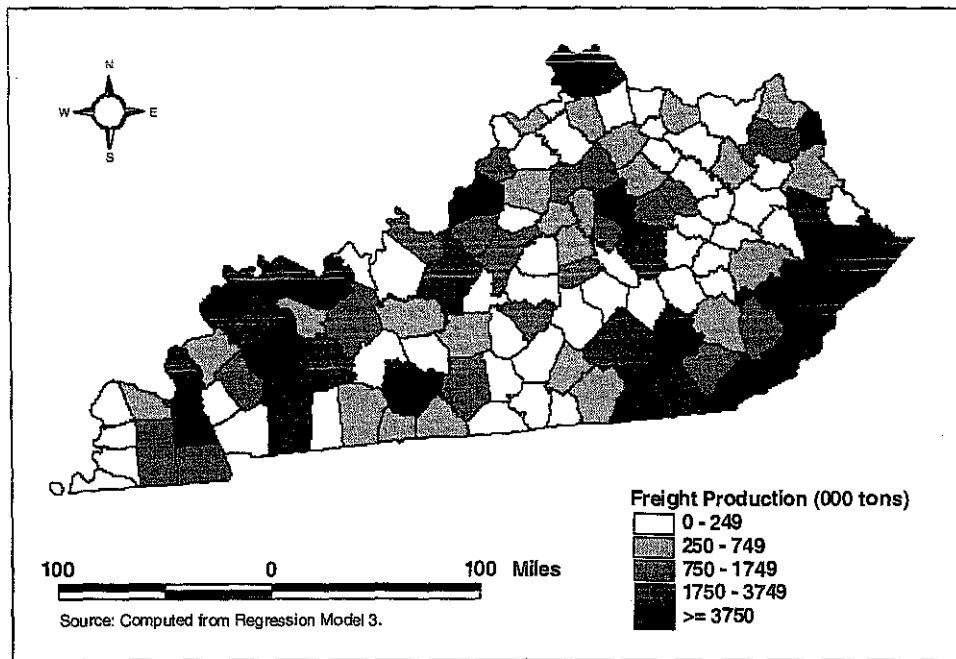 N
W E
S
Freight Production (000 tons)
0 - 249
250 - 749
750 - 1749
1750 - 3749
>= 3750
100 0 100 Miles
Source: Computed from Regression Model 3.